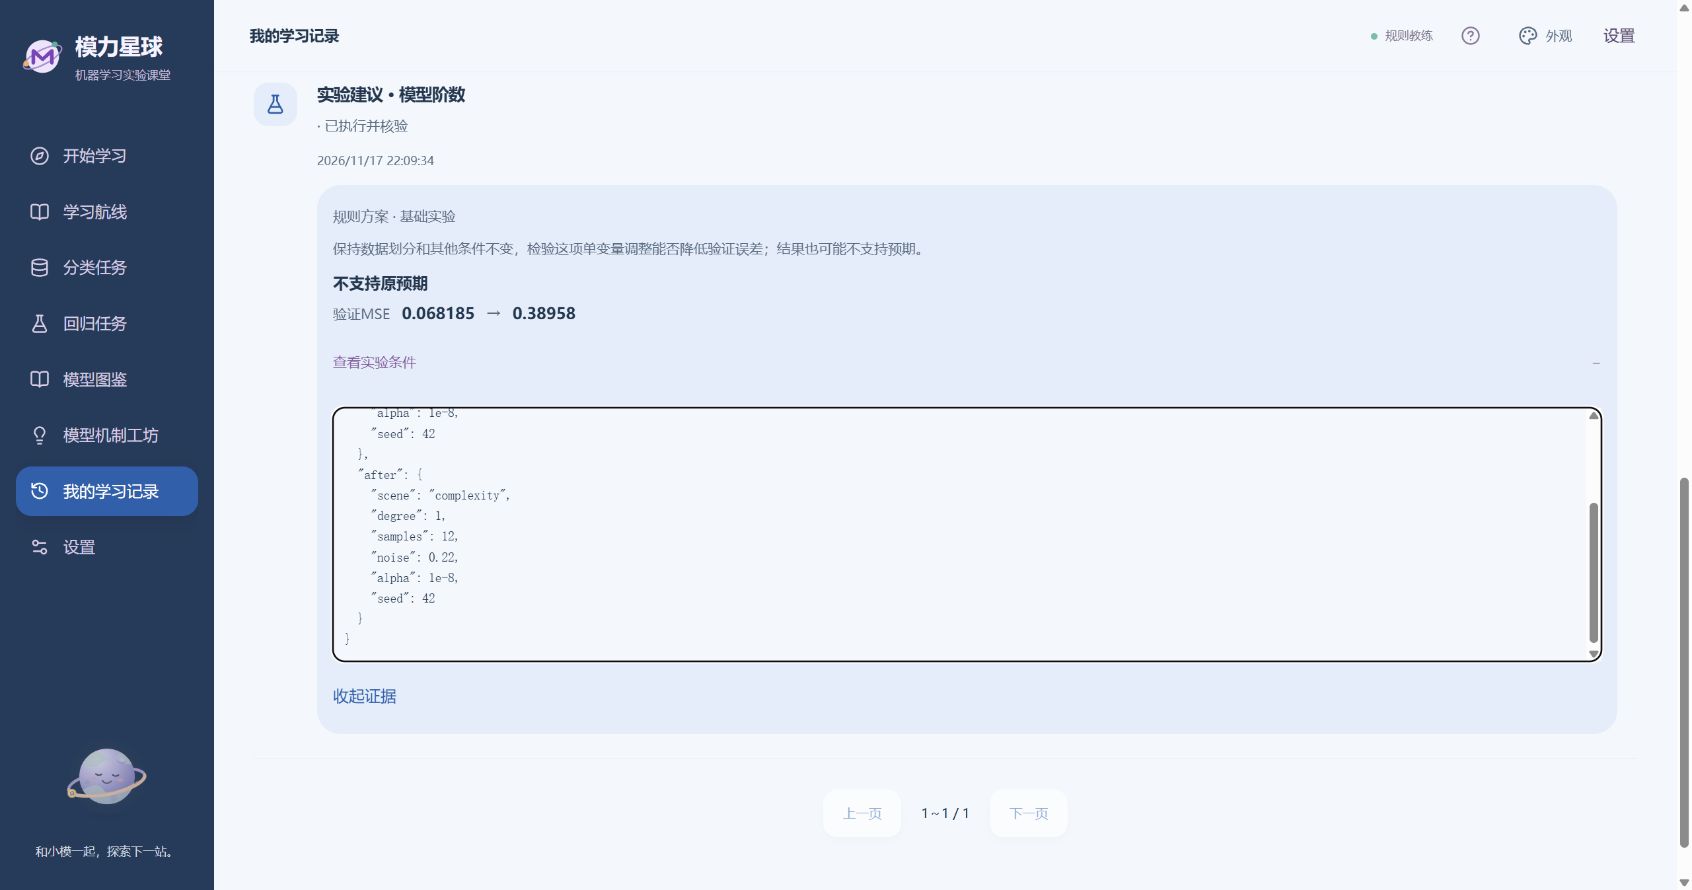 模力星球
机器学习实验课堂
开始学习
学习航线
分类任务
回归任务
模型图鉴
模型机制工坊
我的学习记录
设置
和小模一起，探索下一站。
我的学习记录
规则教练
?
外观
设置
实验建议·模型阶数
· 已执行并核验
2026/11/17 22:09:34
规则方案 · 基础实验
保持数据划分和其他条件不变，检验这项单变量调整能否降低验证误差；结果也可能不支持预期。
不支持原预期
验证MSE 0.068185 → 0.38958
查看实验条件 −
"alpha": 1e-8,
"seed": 42
},
"after": {
"scene": "complexity",
"degree": 1,
"samples": 12,
"noise": 0.22,
"alpha": 1e-8,
"seed": 42
}
}
收起证据
上一页 1 ~ 1 / 1 下一页